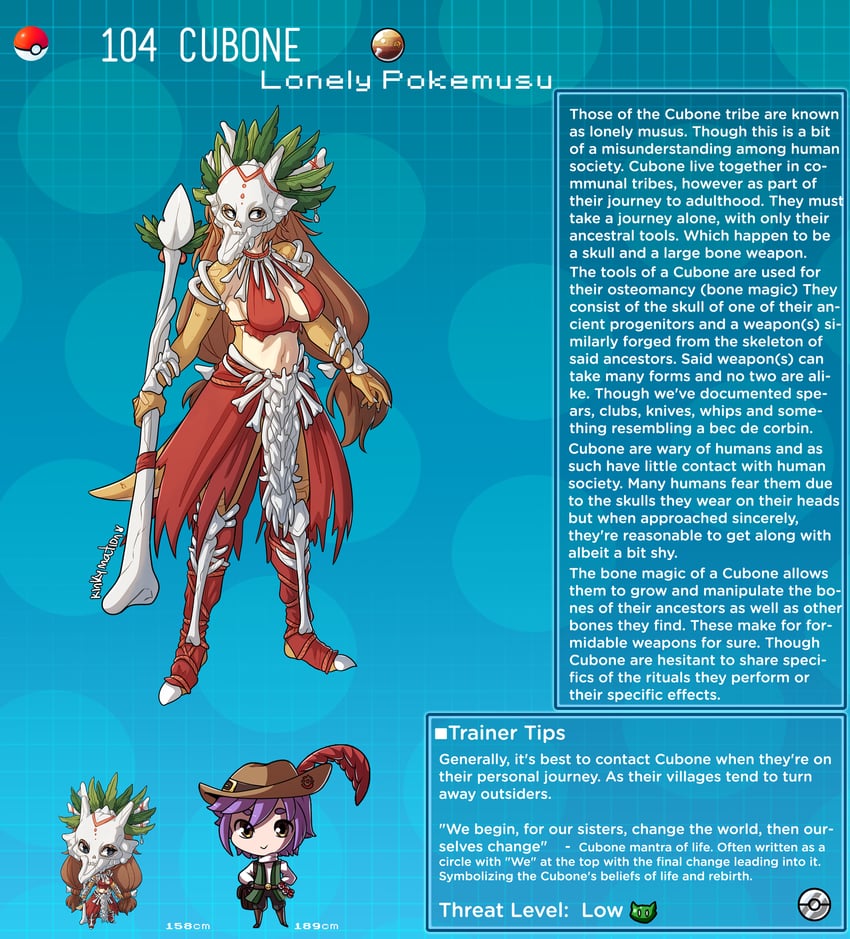 104 CUBONE
Lonely Pokemusu
Those of the Cubone tribe are known
as lonely musus. Though this is a bit
of a misunderstanding among human
society. Cubone live together in co-
mmunal tribes, however as part of
their journey to adulthood. They must
take a journey alone, with only their
ancestral tools. Which happen to be
a skull and a large bone weapon.
The tools of a Cubone are used for
their osteomancy (bone magic) They
consist of the skull of one of their an-
cient progenitors and a weapon(s) si-
milarly forged from the skeleton of
said ancestors. Said weapon(s) can
take many forms and no two are ali-
ke. Though we've documented spe-
ars, clubs, knives, whips and some-
thing resembling a bec de corbin.
Cubone are wary of humans and as
such have little contact with human
society. Many humans fear them due
to the skulls they wear on their heads
but when approached sincerely,
they're reasonable to get along with
albeit a bit shy.
The bone magic of a Cubone allows
them to grow and manipulate the bo-
nes of their ancestors as well as other
bones they find. These make for for-
midable weapons for sure. Though
Cubone are hesitant to share speci-
fics of the rituals they perform or
their specific effects.
kinkymation
Trainer Tips
Generally, it's best to contact Cubone when they're on
their personal journey. As their villages tend to turn
away outsiders.
"We begin, for our sisters, change the world, then our-
selves change" - Cubone mantra of life. Often written as a
circle with "We" at the top with the final change leading into it.
Symbolizing the Cubone's beliefs of life and rebirth.
Threat Level: Low
158cm
189cm